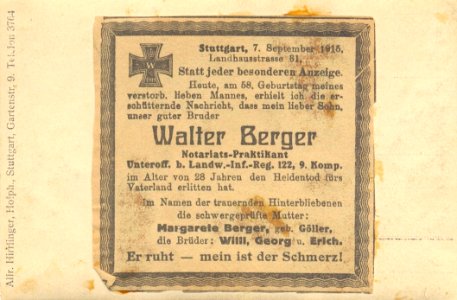 Stuttgart, 7. September 1915,
Landhausstrasse 61.
Statt jeder besonderen Anzeige.
Heute, am 58. Geburtstag meines
verstorb. lieben Mannes, erhielt ich die er-
schütternde Nachricht, dass mein lieber Sohn,
unser guter Bruder
Walter Berger
Notariats-Praktikant
Unteroff. b. Landw.-Inf.-Reg. 122, 9. Komp.
im Alter von 28 Jahren den Heldentod fürs
Vaterland erlitten hat.
Im Namen der trauernden Hinterbliebenen
die schwergeprüfte Mutter:
Margarete Berger, geb. Göller,
die Brüder: Willi, Georg u. Erich.
Er ruht — mein ist der Schmerz!
W
Alfr. Hirrlinger, Hofph., Stuttgart, Gartenstr. 9. Telefon 3764